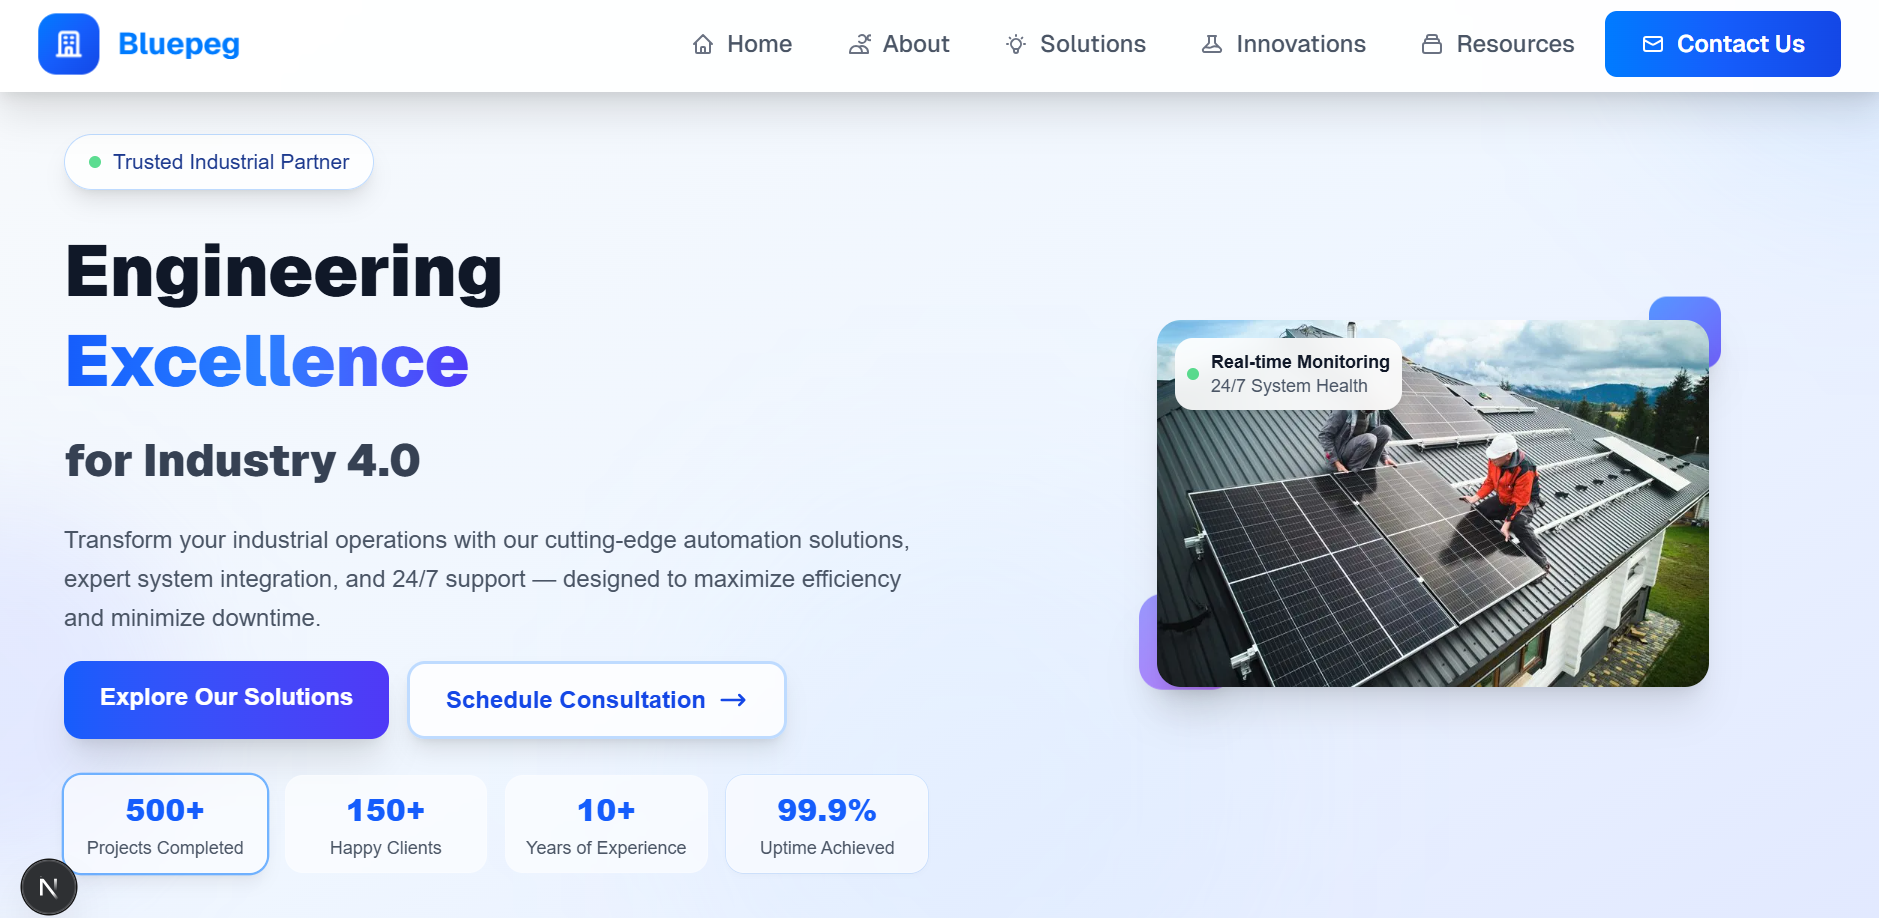 Bluepeg
Home
About
Solutions
Innovations
Resources
Contact Us
Trusted Industrial Partner
Engineering
Excellence
for Industry 4.0
Transform your industrial operations with our cutting-edge automation solutions,
expert system integration, and 24/7 support — designed to maximize efficiency
and minimize downtime.
Explore Our Solutions
Schedule Consultation
500+
Projects Completed
150+
Happy Clients
10+
Years of Experience
99.9%
Uptime Achieved
Real-time Monitoring
24/7 System Health
N